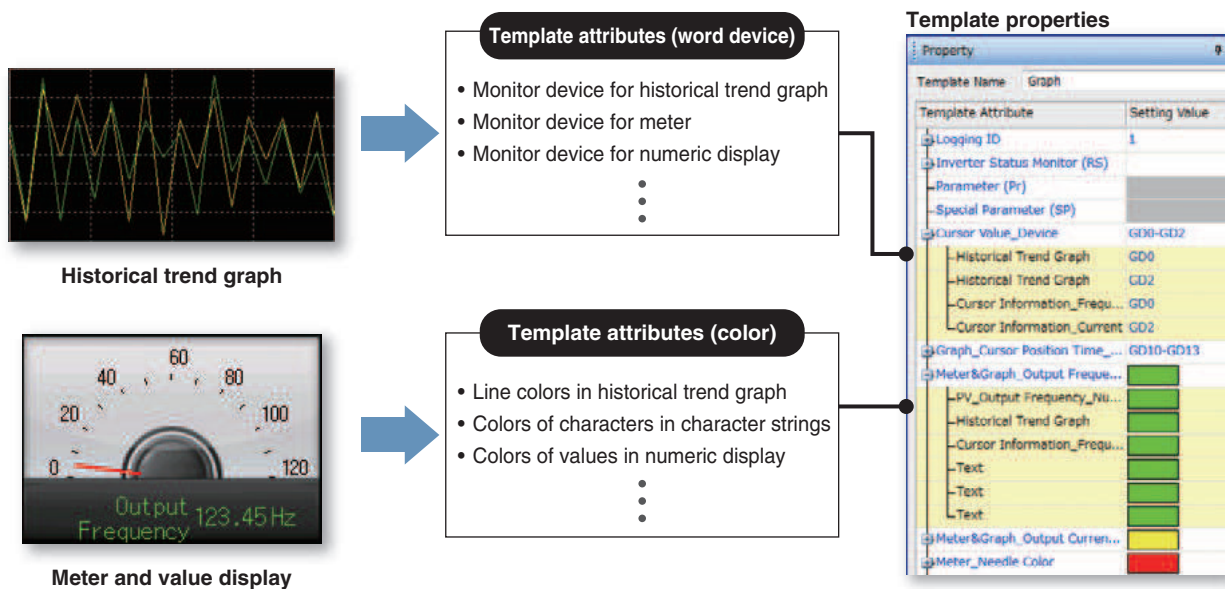 Historical trend graph
60
40
80
20
100
0
120
Output
Frequency
123.45 Hz
Meter and value display
Template attributes (word device)
• Monitor device for historical trend graph
• Monitor device for meter
• Monitor device for numeric display
Template attributes (color)
• Line colors in historical trend graph
• Colors of characters in character strings
• Colors of values in numeric display
Template properties
Property
Template Name Graph
Template Attribute Setting Value
Logging ID 1
Inverter Status Monitor (RS)
Parameter (Pr)
Special Parameter (SP)
Cursor Value_Device GD0-GD2
Historical Trend Graph GD0
Historical Trend Graph GD2
Cursor Information_Frequ... GD0
Cursor Information_Current GD2
Graph_Cursor Position Time_... GD10-GD13
Meter&Graph_Output Freque...
PV_Output Frequency_Nu...
Historical Trend Graph
Cursor Information_Frequ...
Text
Text
Text
Meter&Graph_Output Curren...
Meter_Needle Color